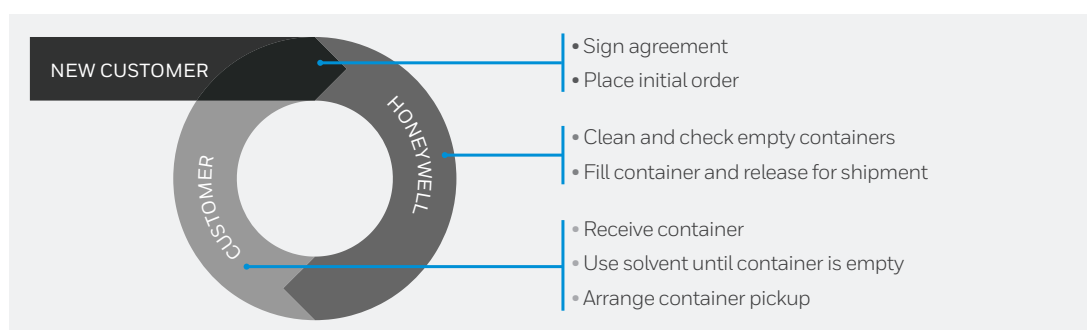 NEW CUSTOMER
• Sign agreement
• Place initial order
HONEYWELL
• Clean and check empty containers
• Fill container and release for shipment
CUSTOMER
• Receive container
• Use solvent until container is empty
• Arrange container pickup